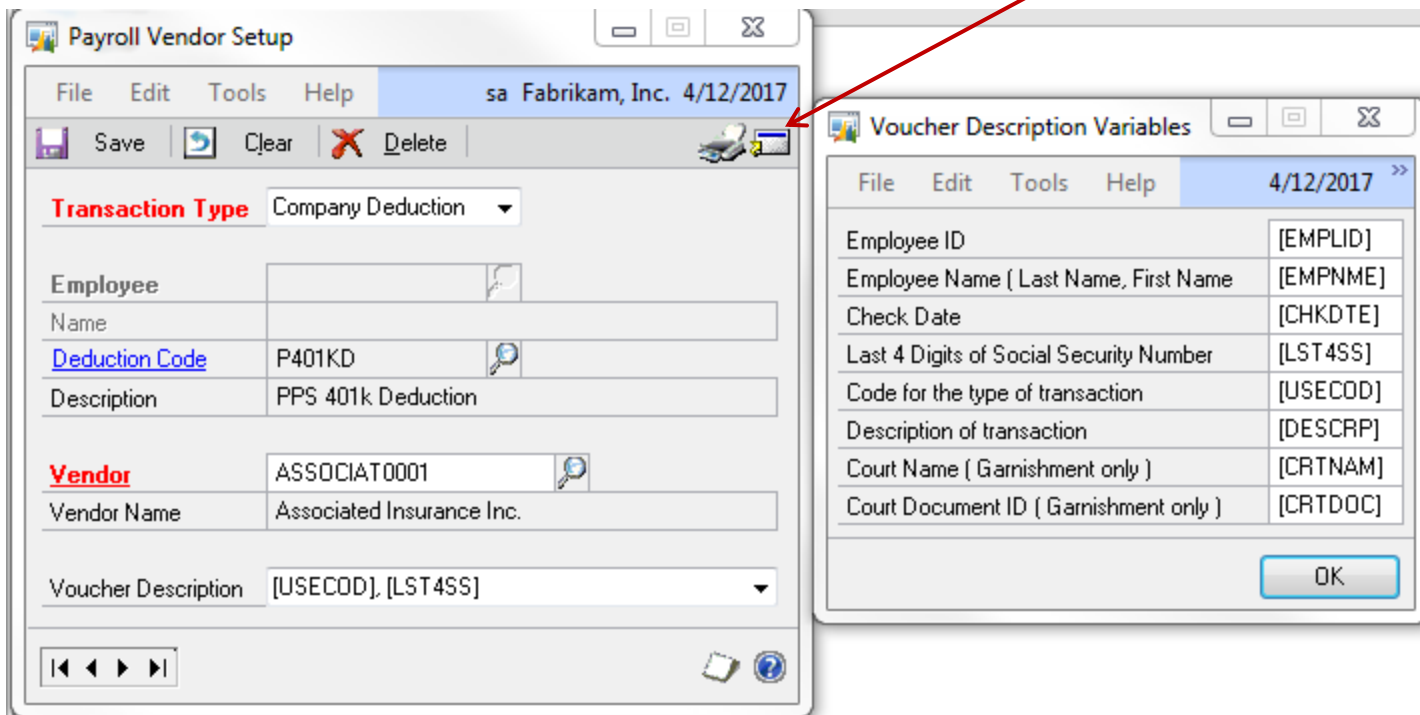 Payroll Vendor Setup
File Edit Tools Help sa Fabrikam, Inc. 4/12/2017
Save Clear Delete
Transaction Type Company Deduction
Employee
Name
Deduction Code P401KD
Description PPS 401k Deduction
Vendor ASSOCIAT0001
Vendor Name Associated Insurance Inc.
Voucher Description [USECOD], [LST4SS]
Voucher Description Variables
File Edit Tools Help 4/12/2017 »
Employee ID [EMPLID]
Employee Name ( Last Name, First Name [EMPNME]
Check Date [CHKDTE]
Last 4 Digits of Social Security Number [LST4SS]
Code for the type of transaction [USECOD]
Description of transaction [DESCRP]
Court Name ( Garnishment only ) [CRTNAM]
Court Document ID ( Garnishment only ) [CRTDOC]
OK